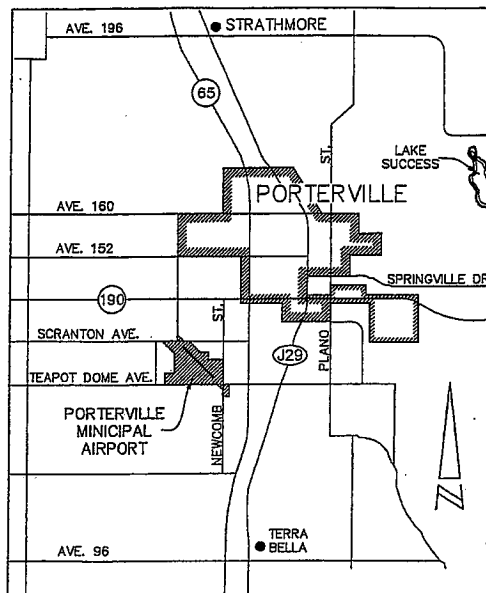 AVE. 196
STRATHMORE
65
ST.
LAKE
SUCCESS
PORTERVILLE
AVE. 160
AVE. 152
SPRINGVILLE DR
190
ST.
SCRANTON AVE.
J29
PLANO
TEAPOT DOME AVE.
PORTERVILLE
MINICIPAL
AIRPORT
NEWCOMB
N
TERRA
BELLA
AVE. 96